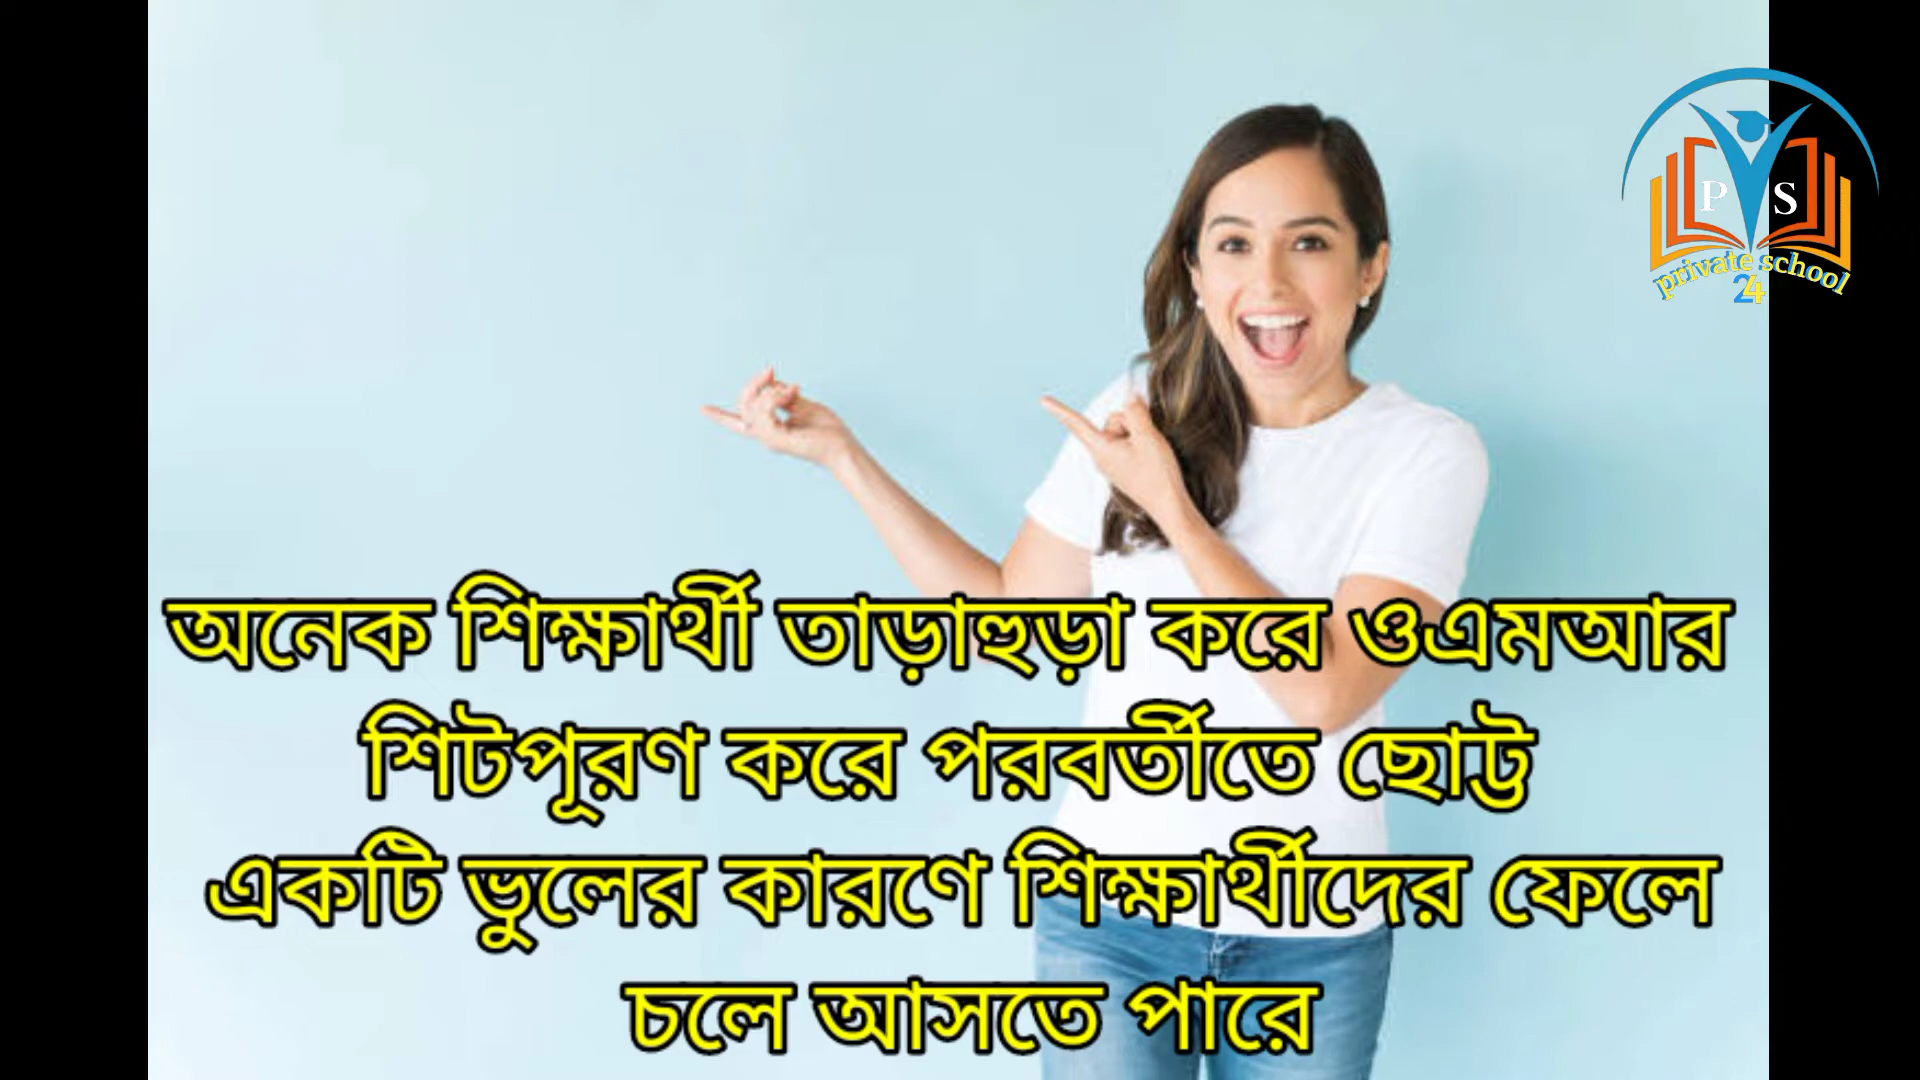 P S
private school
24
অনেক শিক্ষার্থী তাড়াহুড়া করে ওএমআর
শিটপূরণ করে পরবর্তীতে ছোট্ট
একটি ভুলের কারণে শিক্ষার্থীদের ফেলে
চলে আসতে পারে